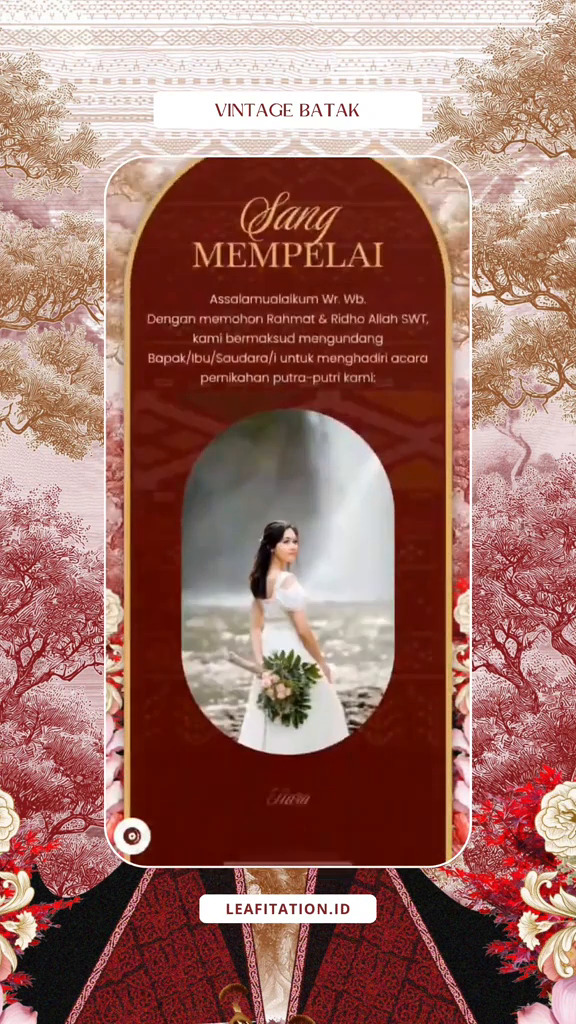 VINTAGE BATAK
Sang
MEMPELAI
Assalamualaikum Wr. Wb.
Dengan memohon Rahmat & Ridho Allah SWT,
kami bermaksud mengundang
Bapak/Ibu/Saudara/i untuk menghadiri acara
pernikahan putra-putri kami:
LEAFITATION.ID